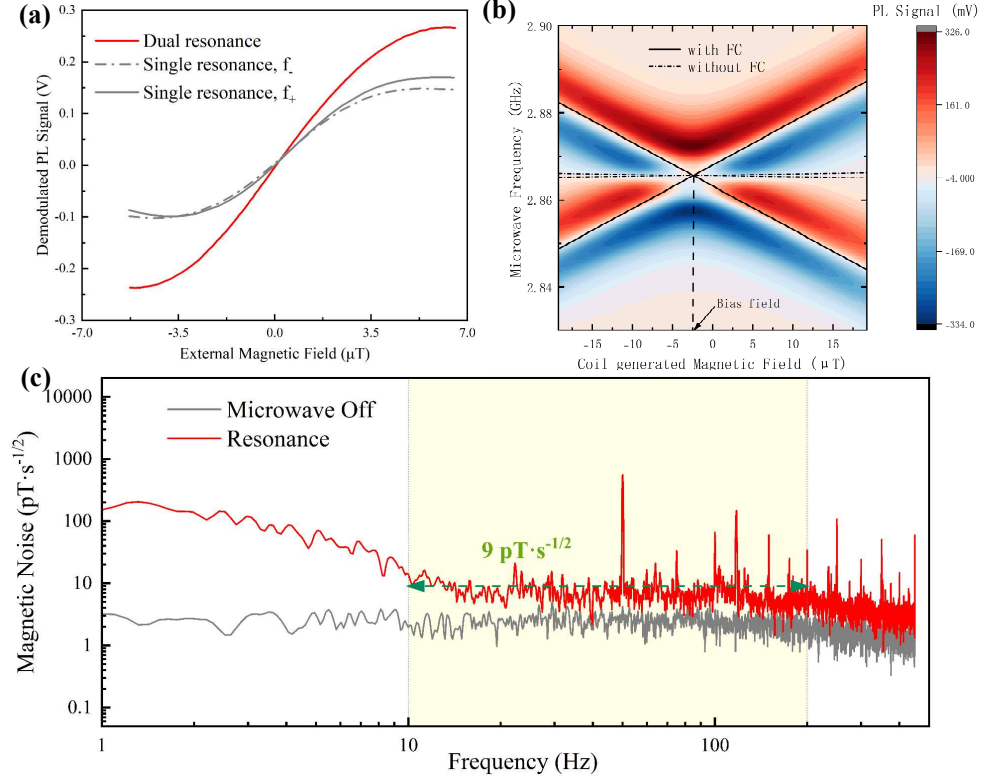 (a)
0.3
0.2
0.1
0.0
-0.1
-0.2
-0.3
Demodulated PL Signal (V)
Dual resonance
Single resonance, f-
Single resonance, f+
-7.0 -3.5 0.0 3.5 7.0
External Magnetic Field (μT)
(b)
2.90
2.88
2.86
2.84
Microwave Frequency (GHz)
with FC
without FC
Bias field
-15 -10 -5 0 5 10 15
Coil generated Magnetic Field (μT)
PL Signal (mV)
326.0
161.0
-4.000
-169.0
-334.0
(c)
10000
1000
100
10
1
0.1
Magnetic Noise (pT·s-1/2)
Microwave Off
Resonance
9 pT·s-1/2
1 10 100
Frequency (Hz)